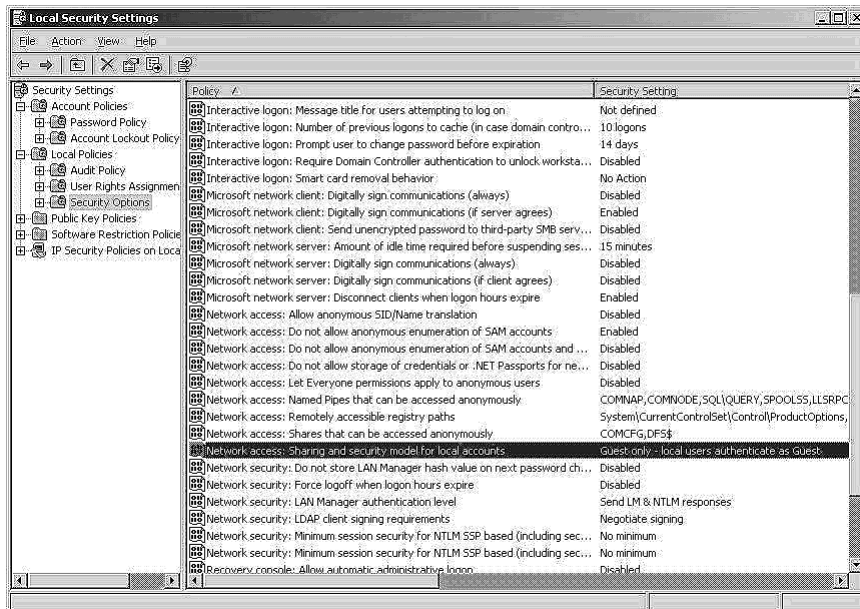 Local Security Settings
File Action View Help
Security Settings
Account Policies
Password Policy
Account Lockout Policy
Local Policies
Audit Policy
User Rights Assignmen
Security Options
Public Key Policies
Software Restriction Policie
IP Security Policies on Loca
Policy Security Setting
Interactive logon: Message title for users attempting to log on Not defined
Interactive logon: Number of previous logons to cache (in case domain contro... 10 logons
Interactive logon: Prompt user to change password before expiration 14 days
Interactive logon: Require Domain Controller authentication to unlock worksta... Disabled
Interactive logon: Smart card removal behavior No Action
Microsoft network client: Digitally sign communications (always) Disabled
Microsoft network client: Digitally sign communications (if server agrees) Enabled
Microsoft network client: Send unencrypted password to third-party SMB serv... Disabled
Microsoft network server: Amount of idle time required before suspending ses... 15 minutes
Microsoft network server: Digitally sign communications (always) Disabled
Microsoft network server: Digitally sign communications (if client agrees) Disabled
Microsoft network server: Disconnect clients when logon hours expire Enabled
Network access: Allow anonymous SID/Name translation Disabled
Network access: Do not allow anonymous enumeration of SAM accounts Enabled
Network access: Do not allow anonymous enumeration of SAM accounts and ... Disabled
Network access: Do not allow storage of credentials or .NET Passports for ne... Disabled
Network access: Let Everyone permissions apply to anonymous users Disabled
Network access: Named Pipes that can be accessed anonymously COMNAP,COMNODE,SQL\QUERY,SPOOLSS,LLSRPC
Network access: Remotely accessible registry paths System\CurrentControlSet\Control\ProductOptions,
Network access: Shares that can be accessed anonymously COMCFG,DFS$
Network access: Sharing and security model for local accounts Guest only - local users authenticate as Guest
Network security: Do not store LAN Manager hash value on next password ch... Disabled
Network security: Force logoff when logon hours expire Disabled
Network security: LAN Manager authentication level Send LM & NTLM responses
Network security: LDAP client signing requirements Negotiate signing
Network security: Minimum session security for NTLM SSP based (including sec... No minimum
Network security: Minimum session security for NTLM SSP based (including sec... No minimum
Recovery console: Allow automatic administrative logon Disabled